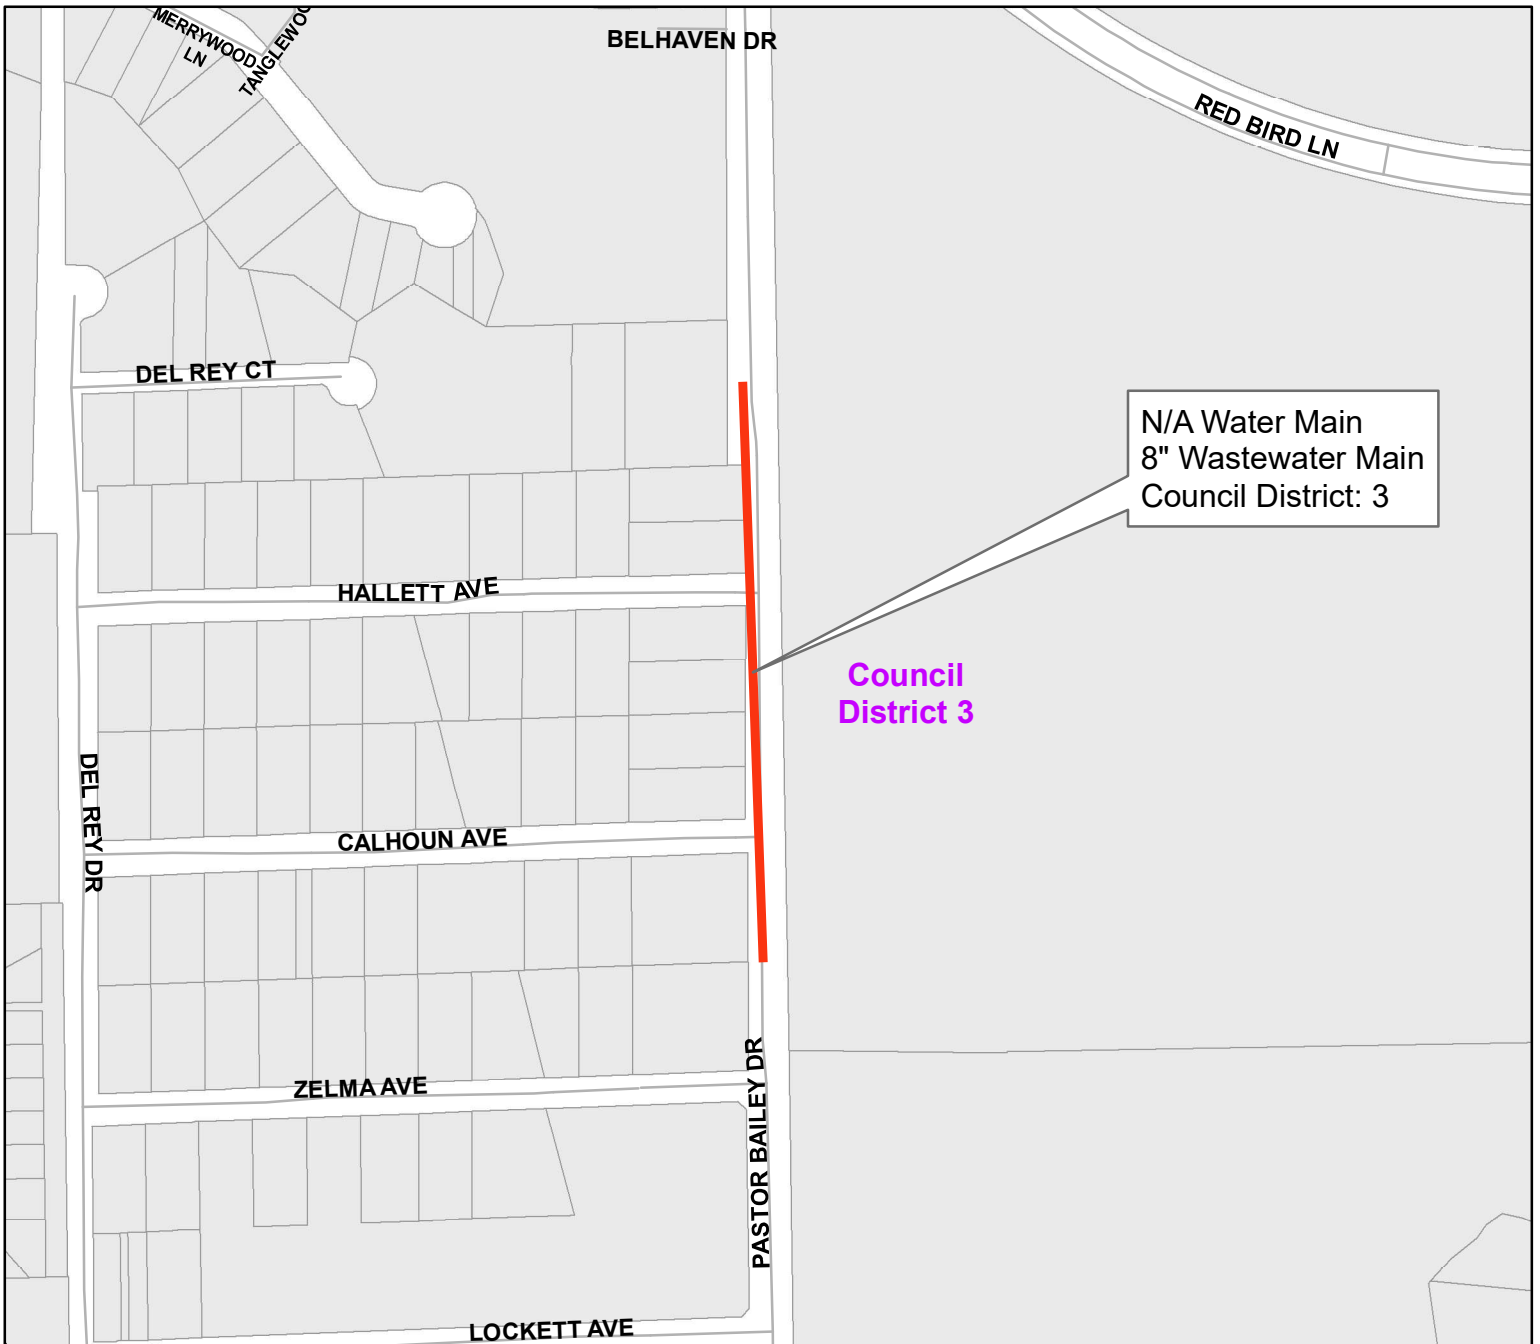 MERRYWOOD
LN
BELHAVEN DR
RED BIRD LN
DEL REY CT
N/A Water Main
8" Wastewater Main
Council District: 3
HALLETT AVE
Council
District 3
DEL REY DR
CALHOUN AVE
ZELMA AVE
PASTOR BAILEY DR
LOCKETT AVE